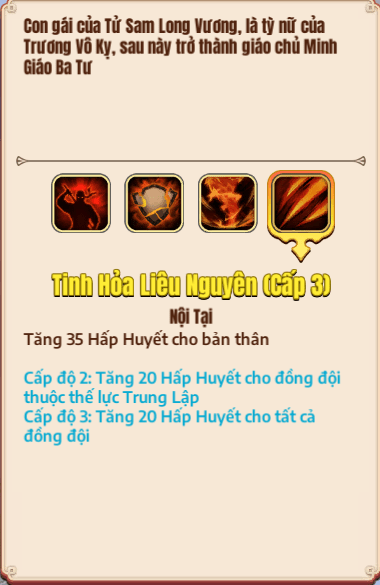 Con gái của Tử Sam Long Vương, là tỳ nữ của
Trương Vô Kỵ, sau này trở thành giáo chủ Minh
Giáo Ba Tư
Tinh Hỏa Liêu Nguyên (Cấp 3)
Nội Tại
Tăng 35 Hấp Huyết cho bản thân
Cấp độ 2: Tăng 20 Hấp Huyết cho đồng đội
thuộc thế lực Trung Lập
Cấp độ 3: Tăng 20 Hấp Huyết cho tất cả
đồng đội